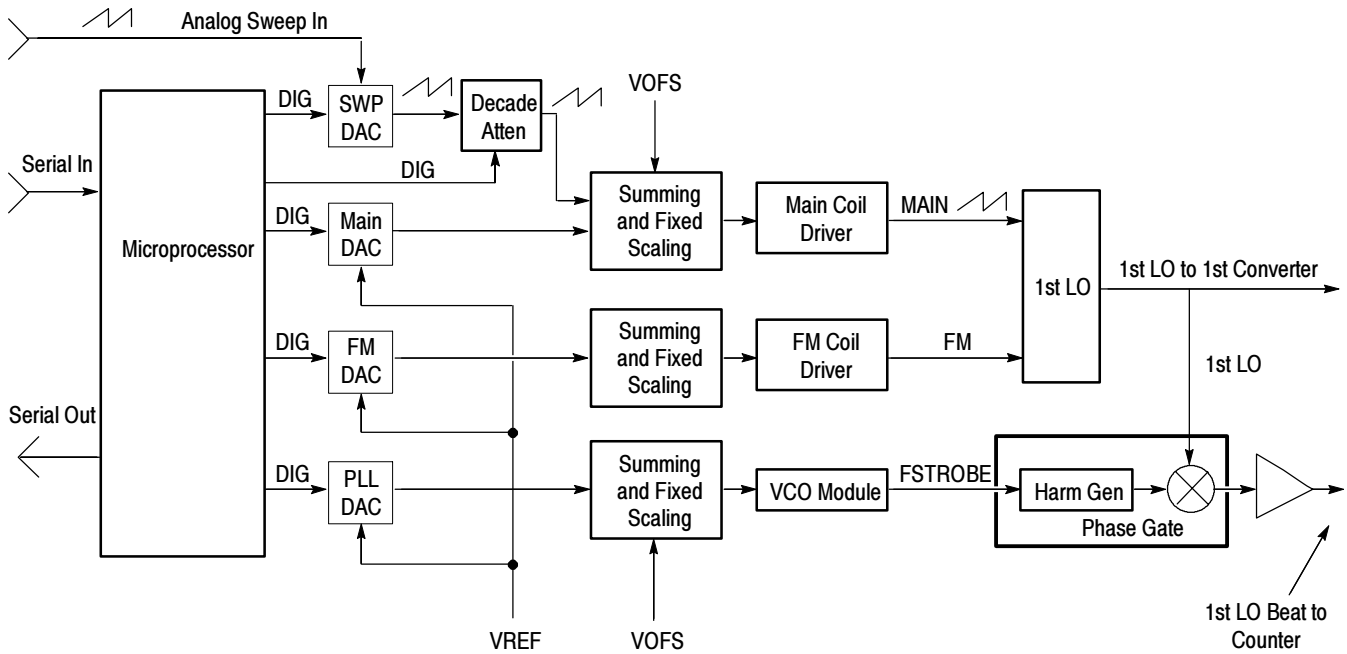 Analog Sweep In
DIG
SWP
DAC
Decade
Atten
VOFS
Serial In
DIG
Summing
and Fixed
Scaling
Main Coil
Driver
MAIN
DIG
Main
DAC
Microprocessor
1st LO
1st LO to 1st Converter
DIG
FM
DAC
Summing
and Fixed
Scaling
FM Coil
Driver
FM
1st LO
Serial Out
DIG
PLL
DAC
Summing
and Fixed
Scaling
VCO Module
FSTROBE
Harm Gen
Phase Gate
VREF
VOFS
1st LO Beat to
Counter